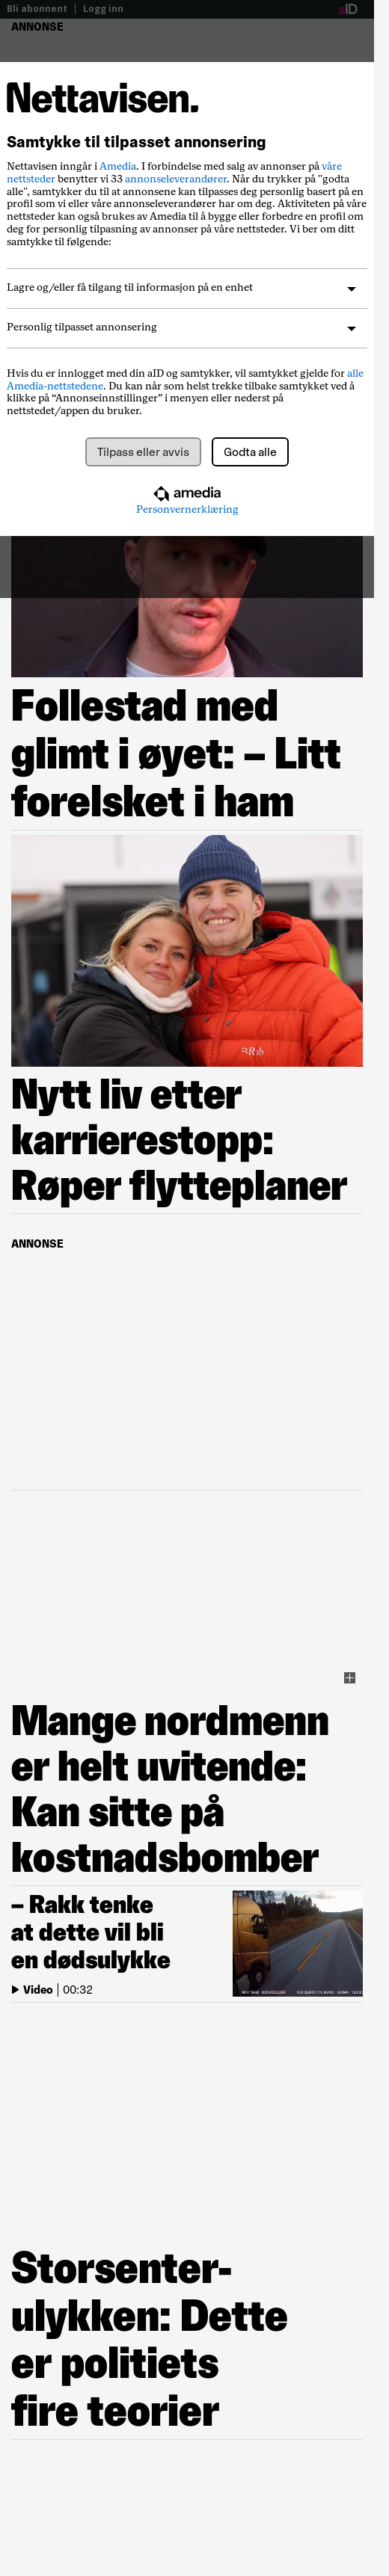 Bli abonnent | Logg inn
aID
ANNONSE
Nettavisen.
Samtykke til tilpasset annonsering
Nettavisen inngår i Amedia. I forbindelse med salg av annonser på våre
nettsteder benytter vi 33 annonseleverandører. Når du trykker på "godta
alle", samtykker du til at annonsene kan tilpasses deg personlig basert på en
profil som vi eller våre annonseleverandører har om deg. Aktiviteten på våre
nettsteder kan også brukes av Amedia til å bygge eller forbedre en profil om
deg for personlig tilpasning av annonser på våre nettsteder. Vi ber om ditt
samtykke til følgende:
Lagre og/eller få tilgang til informasjon på en enhet
Personlig tilpasset annonsering
Hvis du er innlogget med din aID og samtykker, vil samtykket gjelde for alle
Amedia-nettstedene. Du kan når som helst trekke tilbake samtykket ved å
klikke på “Annonseinnstillinger” i menyen eller nederst på
nettstedet/appen du bruker.
Tilpass eller avvis
Godta alle
amedia
Personvernerklæring
Follestad med
glimt i øyet: – Litt
forelsket i ham
Rab
Nytt liv etter
karrierestopp:
Røper flytteplaner
ANNONSE
Mange nordmenn
er helt uvitende:
Kan sitte på
kostnadsbomber
– Rakk tenke
at dette vil bli
en dødsulykke
Video | 00:32
Storsenter-
ulykken: Dette
er politiets
fire teorier